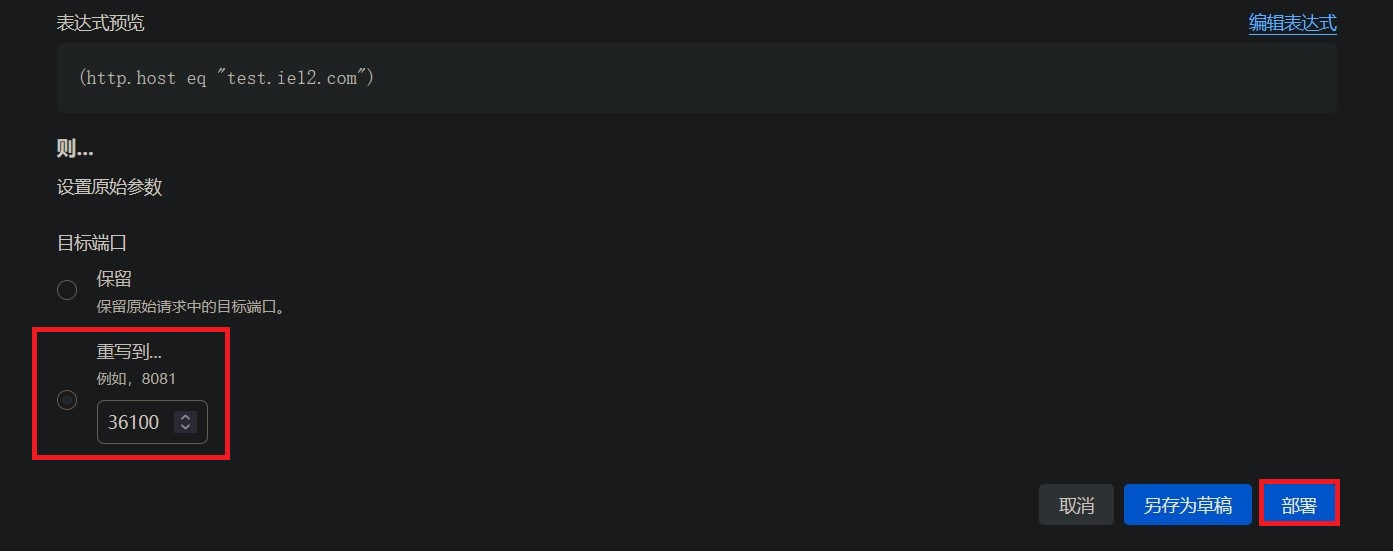 表达式预览
编辑表达式
(http.host eq "test.iel2.com")
则...
设置原始参数
目标端口
保留
保留原始请求中的目标端口。
重写到...
例如，8081
36100
取消
另存为草稿
部署